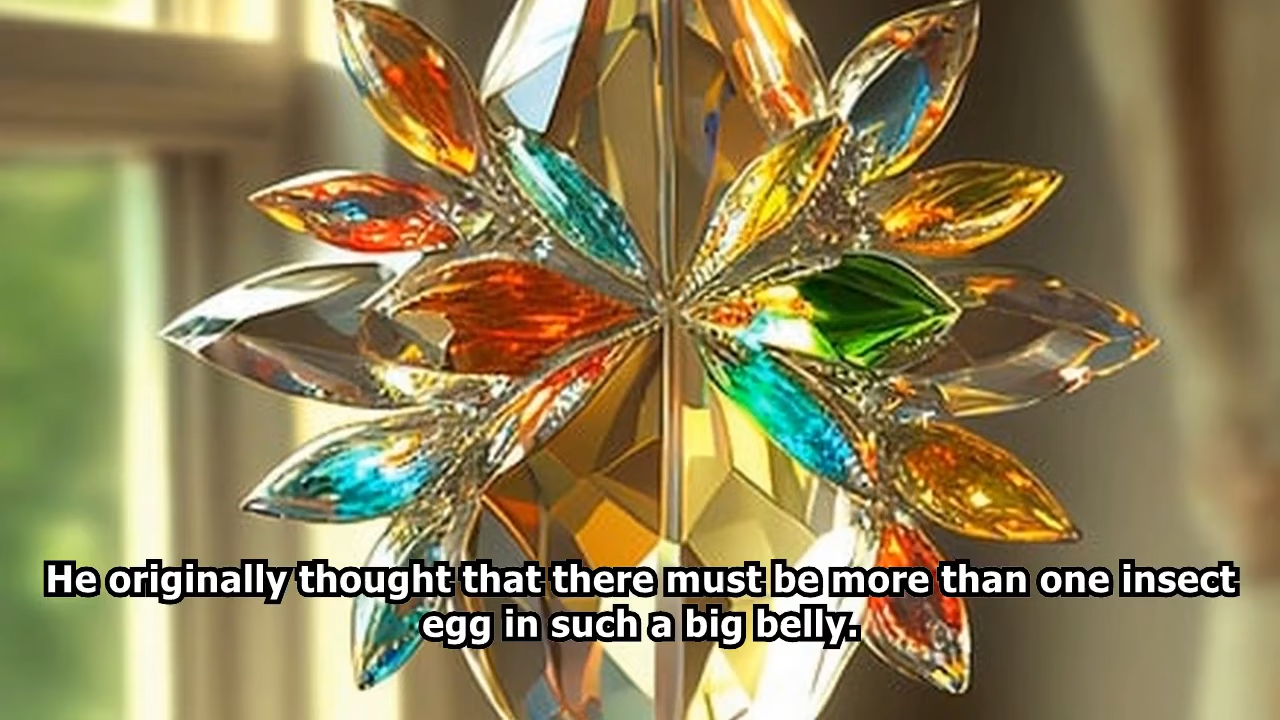 He originally thought that there must be more than one insect
egg in such a big belly.